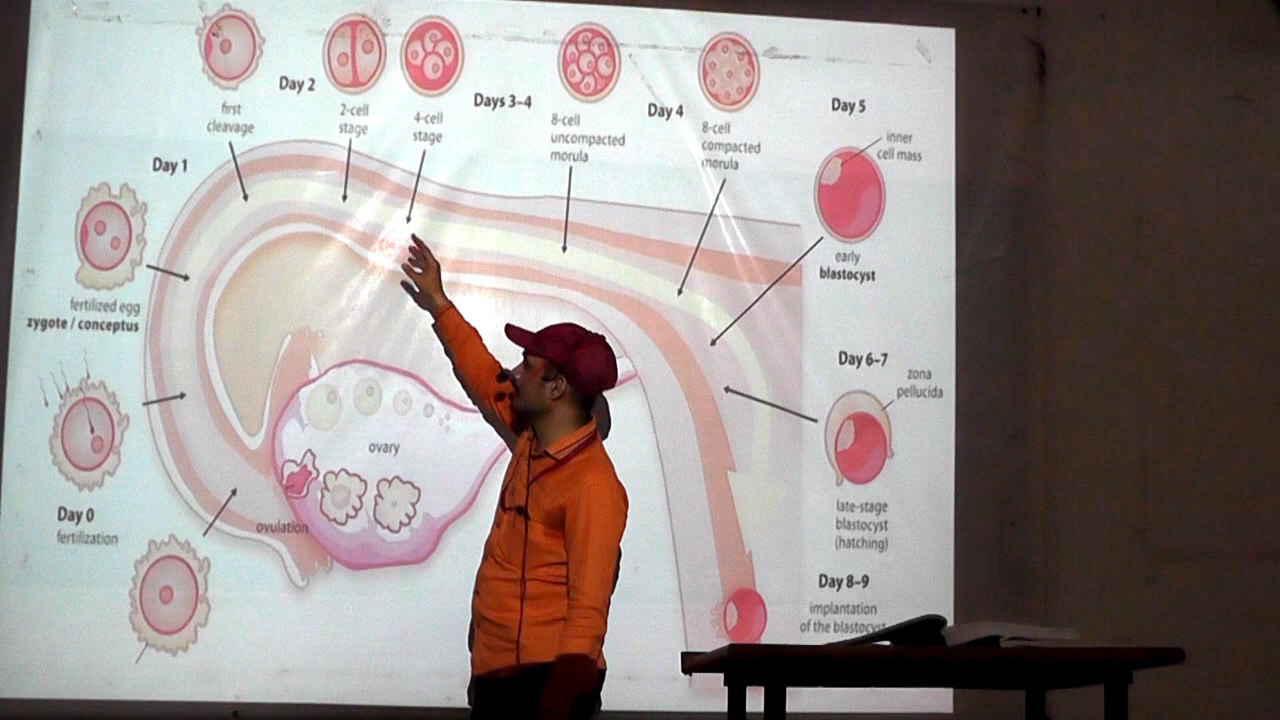 Day 0
fertilization
fertilized egg
zygote / conceptus
Day 1
first
cleavage
Day 2
2-cell
stage
4-cell
stage
Days 3–4
8-cell
uncompacted
morula
Day 4
8-cell
compacted
morula
Day 5
inner
cell mass
early
blastocyst
Day 6–7
zona
pellucida
late-stage
blastocyst
(hatching)
Day 8–9
implantation
of the blastocyst
ovary
ovulation